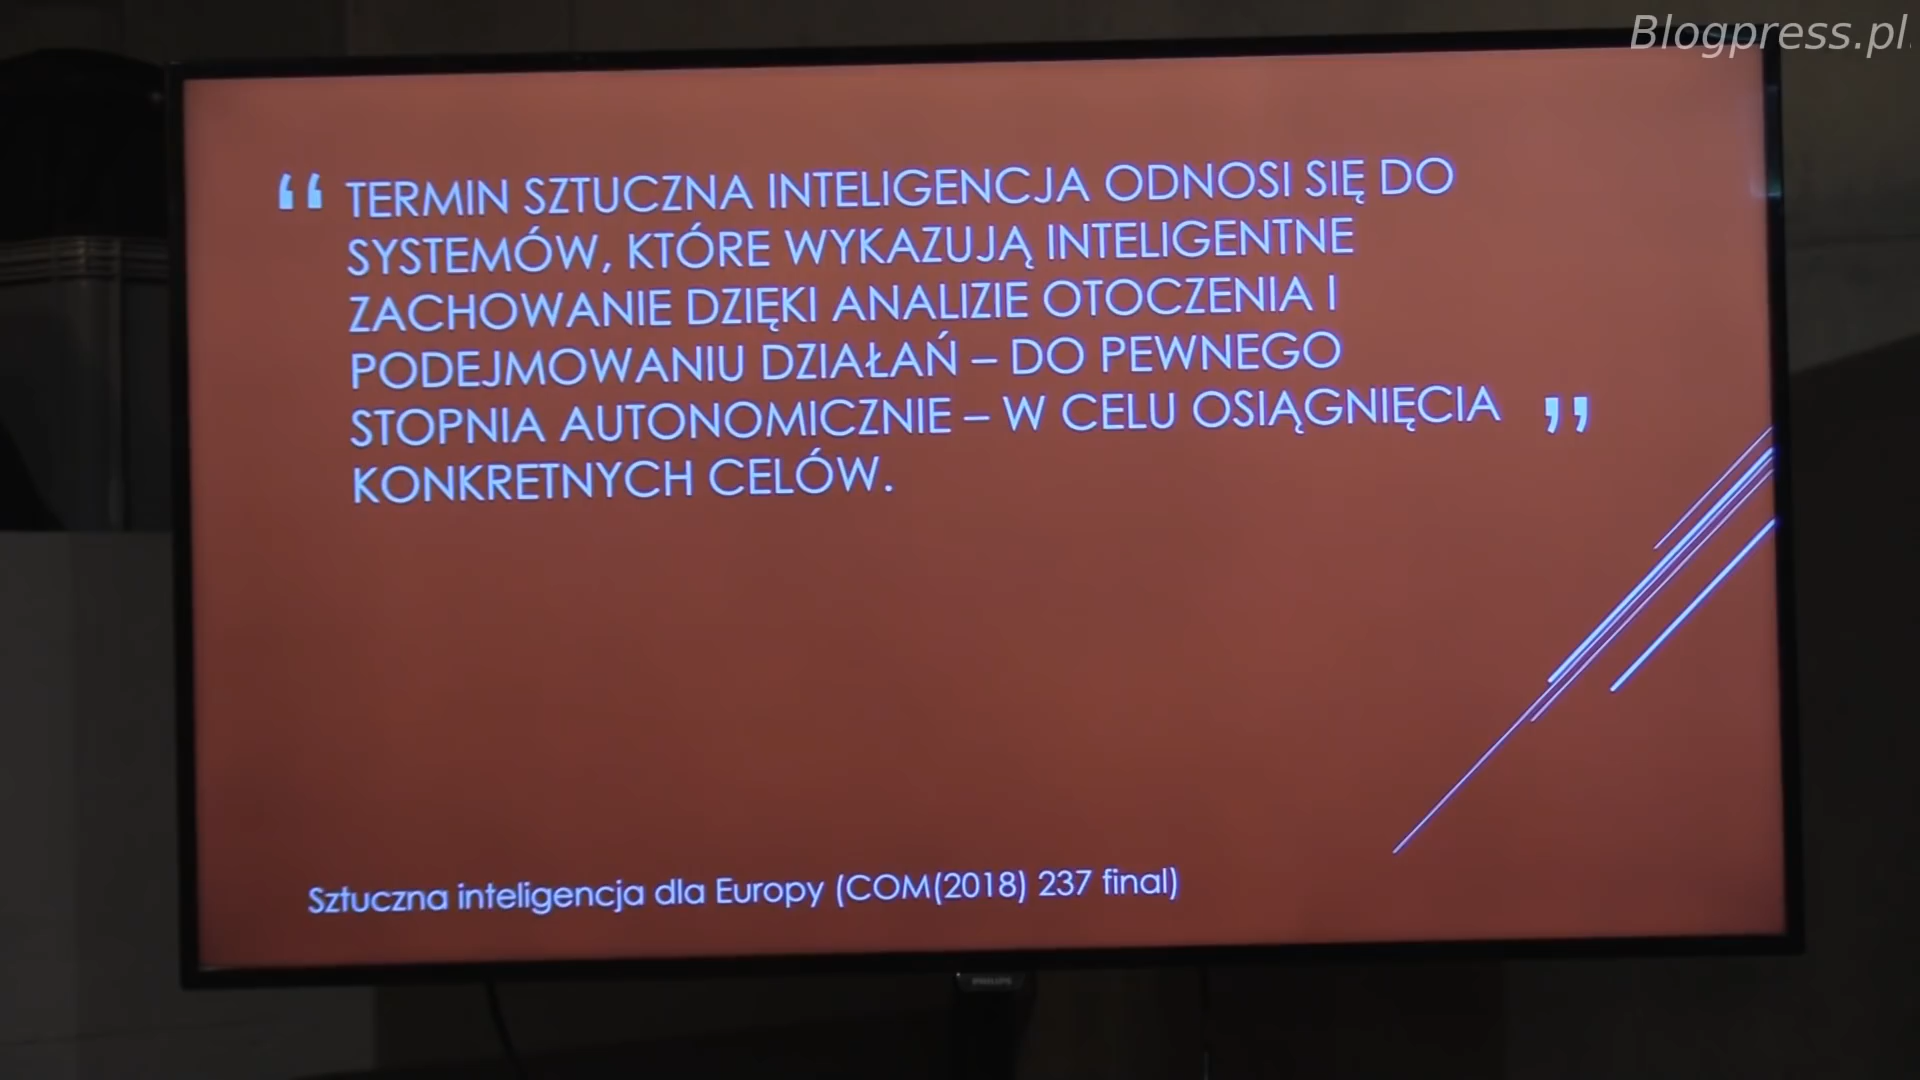 Blogpress.pl
“ TERMIN SZTUCZNA INTELIGENCJA ODNOSI SIĘ DO
SYSTEMÓW, KTÓRE WYKAZUJĄ INTELIGENTNE
ZACHOWANIE DZIĘKI ANALIZIE OTOCZENIA I
PODEJMOWANIU DZIAŁAŃ – DO PEWNEGO
STOPNIA AUTONOMICZNIE – W CELU OSIĄGNIĘCIA ”
KONKRETNYCH CELÓW.
Sztuczna inteligencja dla Europy (COM(2018) 237 final)
PHILIPS